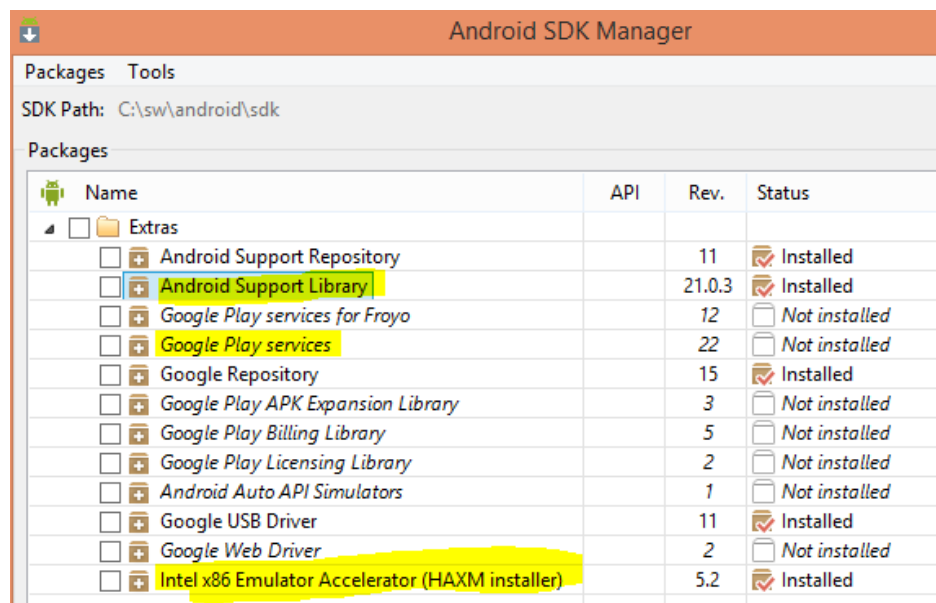 Android SDK Manager
Packages Tools
SDK Path: C:\sw\android\sdk
Packages
Name API Rev. Status
Extras
Android Support Repository 11 Installed
Android Support Library 21.0.3 Installed
Google Play services for Froyo 12 Not installed
Google Play services 22 Not installed
Google Repository 15 Installed
Google Play APK Expansion Library 3 Not installed
Google Play Billing Library 5 Not installed
Google Play Licensing Library 2 Not installed
Android Auto API Simulators 1 Not installed
Google USB Driver 11 Installed
Google Web Driver 2 Not installed
Intel x86 Emulator Accelerator (HAXM installer) 5.2 Installed